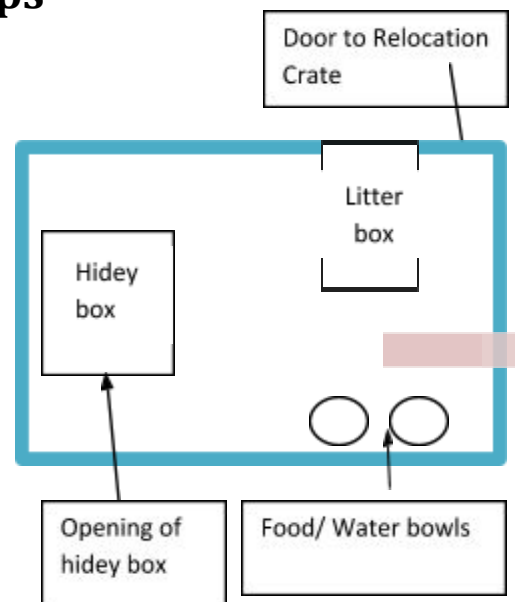 ps
Door to Relocation
Crate
Litter
box
Hidey
box
Opening of
hidey box
Food/ Water bowls